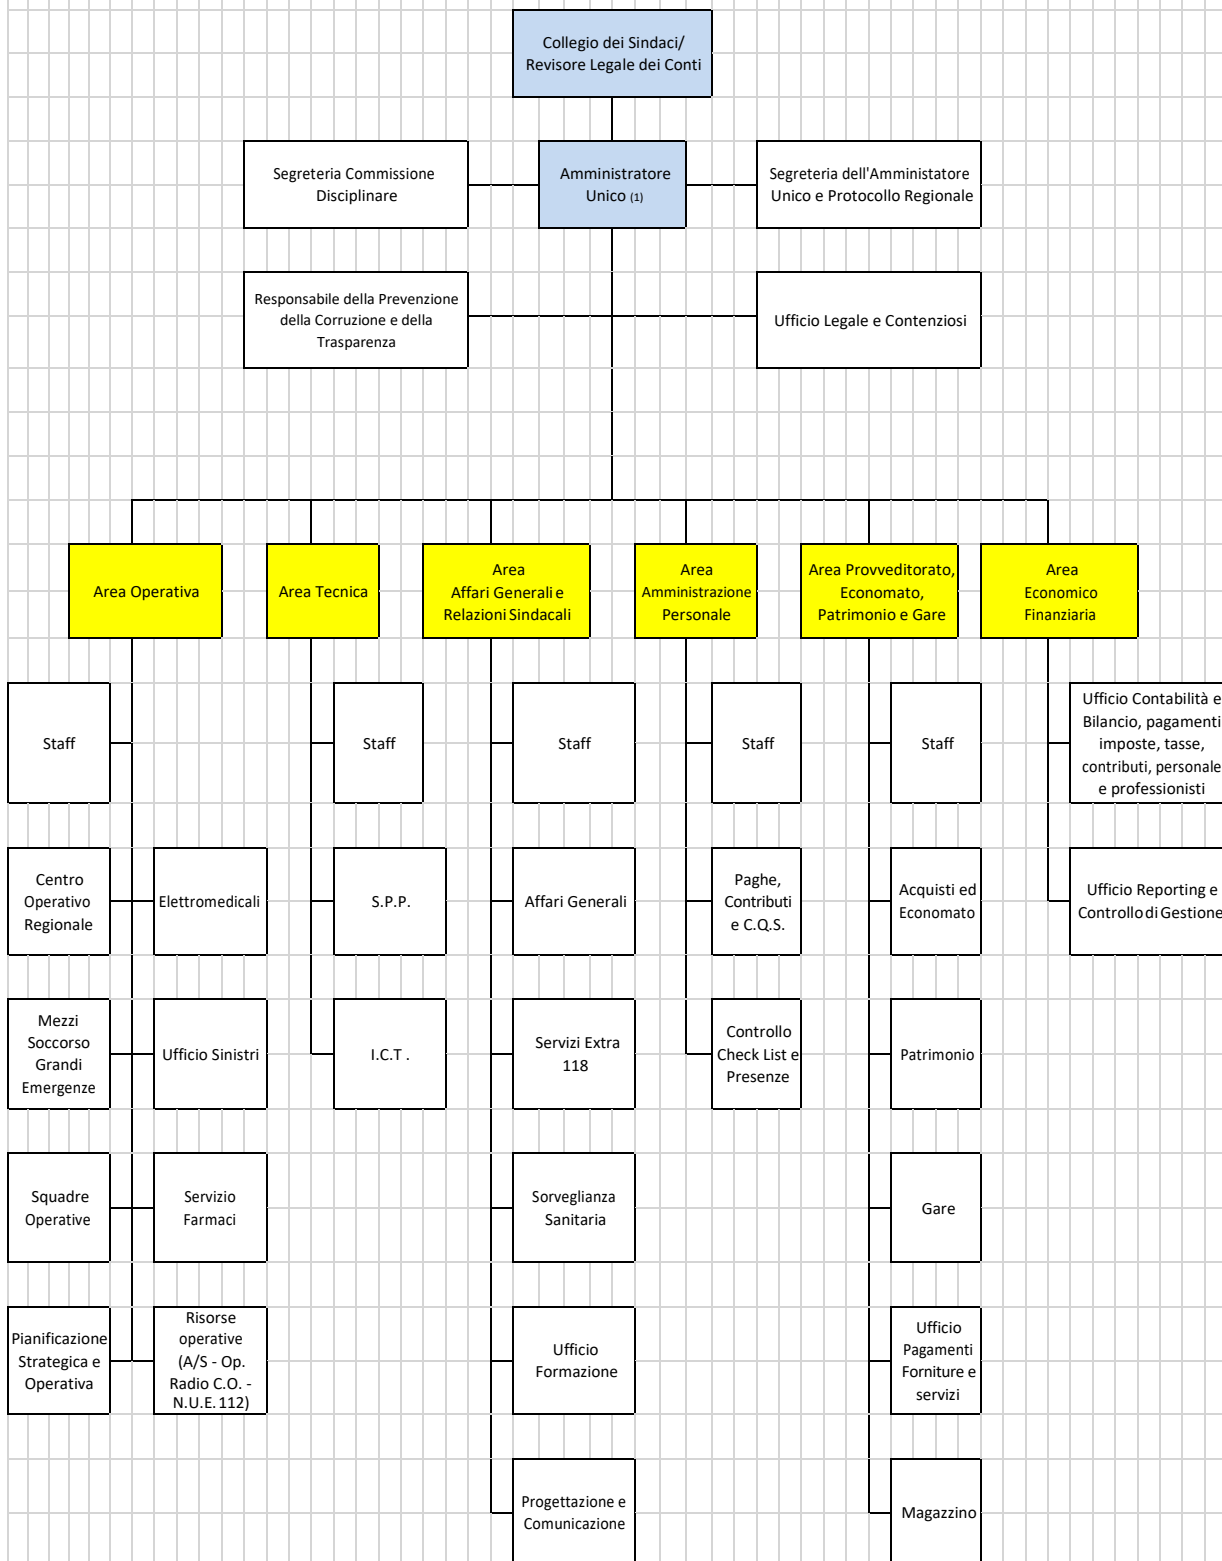 Collegio dei Sindaci/
Revisore Legale dei Conti
Segreteria Commissione
Disciplinare
Amministratore
Unico (1)
Segreteria dell'Amministatore
Unico e Protocollo Regionale
Responsabile della Prevenzione
della Corruzione e della
Trasparenza
Ufficio Legale e Contenziosi
Area Operativa
Area Tecnica
Area
Affari Generali e
Relazioni Sindacali
Area
Amministrazione
Personale
Area Provveditorato,
Economato,
Patrimonio e Gare
Area
Economico
Finanziaria
Staff
Staff
Staff
Staff
Staff
Ufficio Contabilità e
Bilancio, pagamenti
imposte, tasse,
contributi, personale
e professionisti
Centro
Operativo
Regionale
Elettromedicali
S.P.P.
Affari Generali
Paghe,
Contributi
e C.Q.S.
Acquisti ed
Economato
Ufficio Reporting e
Controllo di Gestione
Mezzi
Soccorso
Grandi
Emergenze
Ufficio Sinistri
I.C.T .
Servizi Extra
118
Controllo
Check List e
Presenze
Patrimonio
Squadre
Operative
Servizio
Farmaci
Sorveglianza
Sanitaria
Gare
Pianificazione
Strategica e
Operativa
Risorse
operative
(A/S - Op.
Radio C.O. -
N.U.E. 112)
Ufficio
Formazione
Ufficio
Pagamenti
Forniture e
servizi
Progettazione e
Comunicazione
Magazzino